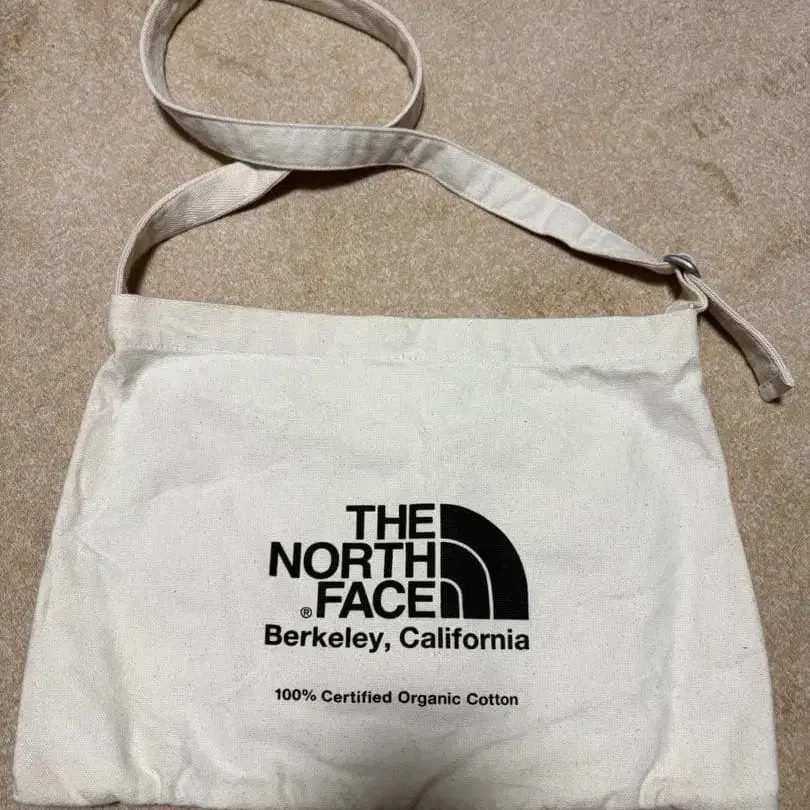 THE
NORTH
® FACE
Berkeley, California
100% Certified Organic Cotton